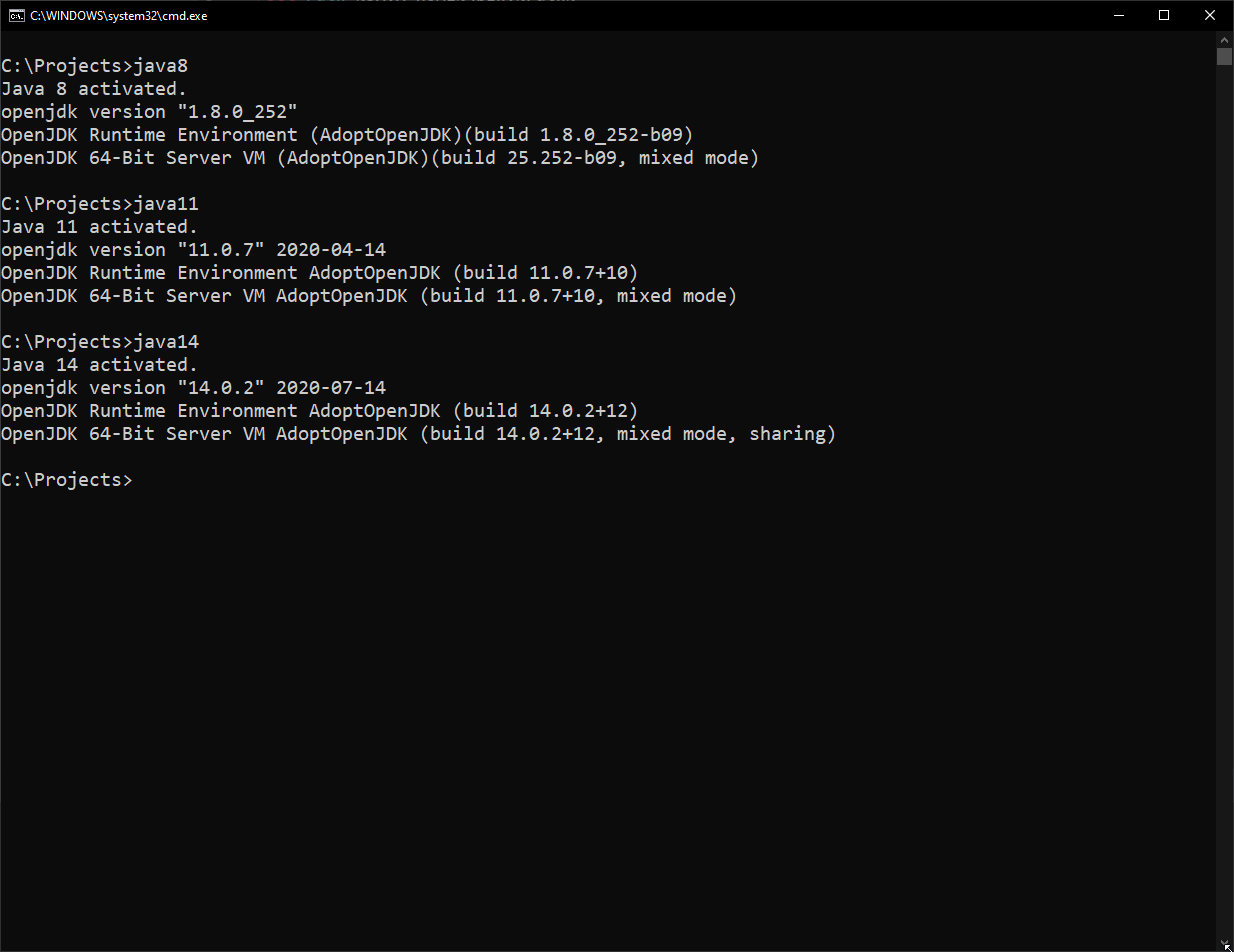 C:\WINDOWS\system32\cmd.exe
C:\Projects>java8
Java 8 activated.
openjdk version "1.8.0_252"
OpenJDK Runtime Environment (AdoptOpenJDK)(build 1.8.0_252-b09)
OpenJDK 64-Bit Server VM (AdoptOpenJDK)(build 25.252-b09, mixed mode)
C:\Projects>java11
Java 11 activated.
openjdk version "11.0.7" 2020-04-14
OpenJDK Runtime Environment AdoptOpenJDK (build 11.0.7+10)
OpenJDK 64-Bit Server VM AdoptOpenJDK (build 11.0.7+10, mixed mode)
C:\Projects>java14
Java 14 activated.
openjdk version "14.0.2" 2020-07-14
OpenJDK Runtime Environment AdoptOpenJDK (build 14.0.2+12)
OpenJDK 64-Bit Server VM AdoptOpenJDK (build 14.0.2+12, mixed mode, sharing)
C:\Projects>